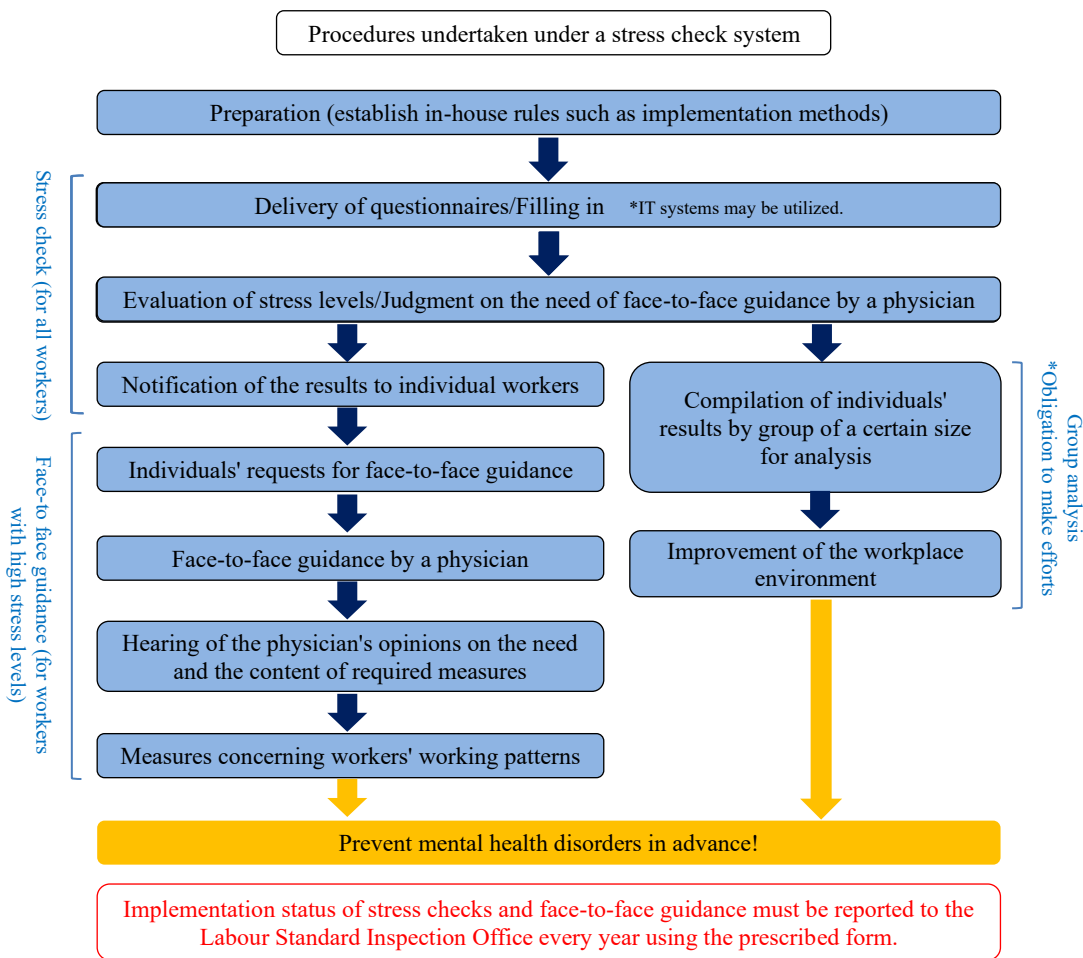 Procedures undertaken under a stress check system
Preparation (establish in-house rules such as implementation methods)
Stress check (for all
workers)
Delivery of questionnaires/Filling in *IT systems may be utilized.
Evaluation of stress levels/Judgment on the need of face-to-face guidance by a physician
Notification of the results to individual workers
Face-to face guidance (for workers
with high stress levels)
Individuals' requests for face-to-face guidance
Face-to-face guidance by a physician
Hearing of the physician's opinions on the need
and the content of required measures
Measures concerning workers' working patterns
Compilation of individuals'
results by group of a certain size
for analysis
Improvement of the workplace
environment
Group analysis
*Obligation to make efforts
Prevent mental health disorders in advance!
Implementation status of stress checks and face-to-face guidance must be reported to the
Labour Standard Inspection Office every year using the prescribed form.